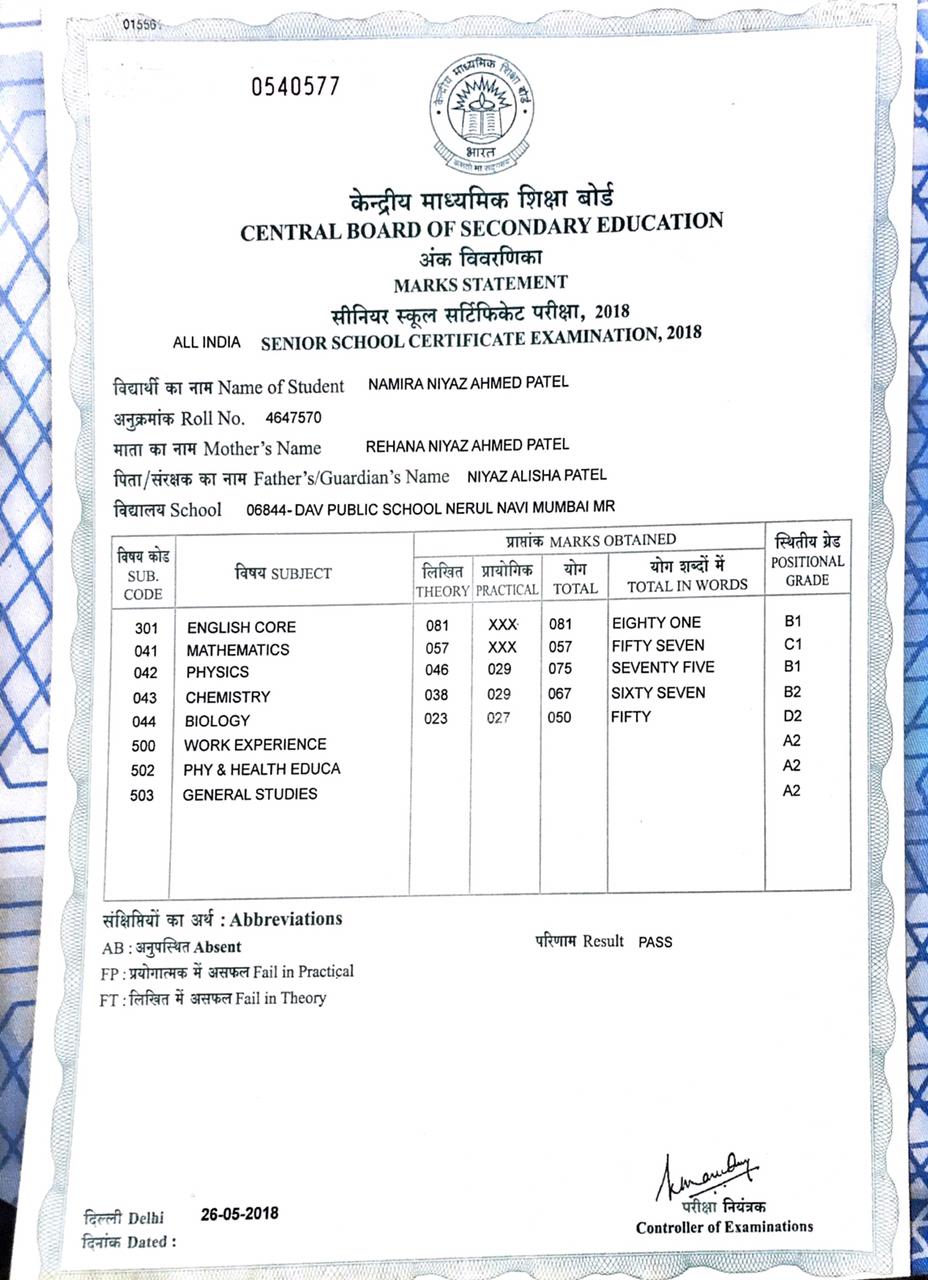 01556
0540577
केन्द्रीय माध्यमिक शिक्षा बोर्ड
भारत
केन्द्रीय माध्यमिक शिक्षा बोर्ड
CENTRAL BOARD OF SECONDARY EDUCATION
अंक विवरणिका
MARKS STATEMENT
सीनियर स्कूल सर्टिफिकेट परीक्षा, 2018
ALL INDIA SENIOR SCHOOL CERTIFICATE EXAMINATION, 2018
विद्यार्थी का नाम Name of Student NAMIRA NIYAZ AHMED PATEL
अनुक्रमांक Roll No. 4647570
माता का नाम Mother's Name REHANA NIYAZ AHMED PATEL
पिता/संरक्षक का नाम Father's/Guardian's Name NIYAZ ALISHA PATEL
विद्यालय School 06844- DAV PUBLIC SCHOOL NERUL NAVI MUMBAI MR
विषय कोड SUB. CODE विषय SUBJECT प्राप्तांक MARKS OBTAINED स्थितीय ग्रेड POSITIONAL GRADE
लिखित THEORY प्रायोगिक PRACTICAL योग TOTAL योग शब्दों में TOTAL IN WORDS
301 ENGLISH CORE 081 XXX 081 EIGHTY ONE B1
041 MATHEMATICS 057 XXX 057 FIFTY SEVEN C1
042 PHYSICS 046 029 075 SEVENTY FIVE B1
043 CHEMISTRY 038 029 067 SIXTY SEVEN B2
044 BIOLOGY 023 027 050 FIFTY D2
500 WORK EXPERIENCE A2
502 PHY & HEALTH EDUCA A2
503 GENERAL STUDIES A2
संक्षिप्तियों का अर्थ : Abbreviations
AB : अनुपस्थित Absent
परिणाम Result PASS
FP : प्रयोगात्मक में असफल Fail in Practical
FT : लिखित में असफल Fail in Theory
परीक्षा नियंत्रक
Controller of Examinations
दिल्ली Delhi
दिनांक Dated : 26-05-2018